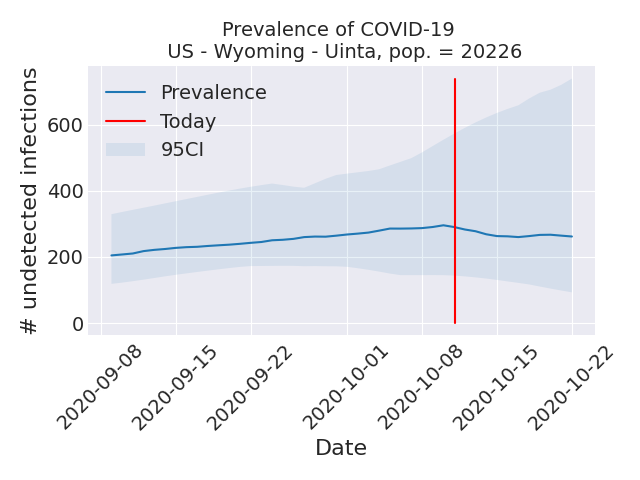 Prevalence of COVID-19
US - Wyoming - Uinta, pop. = 20226
# undetected infections
600
400
200
0
Prevalence
Today
95CI
2020-09-08
2020-09-15
2020-09-22
2020-10-01
2020-10-08
2020-10-15
2020-10-22
Date